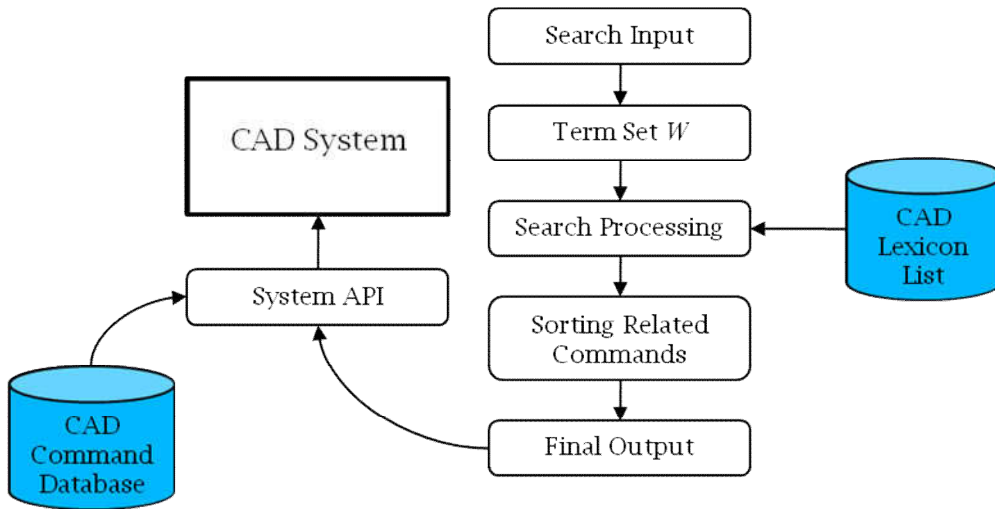 Search Input
CAD System
Term Set W
Search Processing
CAD
Lexicon
List
System API
Sorting Related
Commands
CAD
Command
Database
Final Output